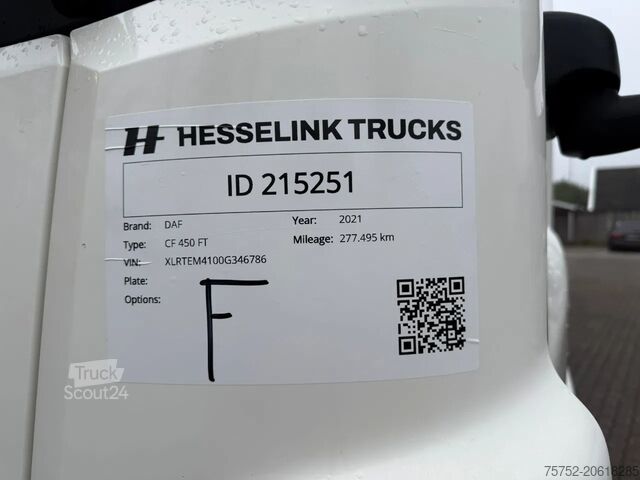 H HESSELINK TRUCKS
ID 215251
Brand: DAF Year: 2021
Type: CF 450 FT Mileage: 277.495 km
VIN: XLRTEM4100G346786
Plate:
Options: F
Truck
Scout24
75752-20618285